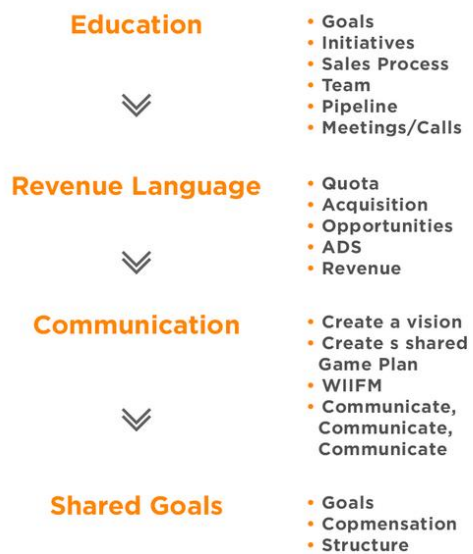 Education
• Goals
• Initiatives
• Sales Process
• Team
• Pipeline
• Meetings/Calls
Revenue Language
• Quota
• Acquisition
• Opportunities
• ADS
• Revenue
Communication
• Create a vision
• Create s shared
Game Plan
• WIIFM
• Communicate,
Communicate,
Communicate
Shared Goals
• Goals
• Copmensation
• Structure